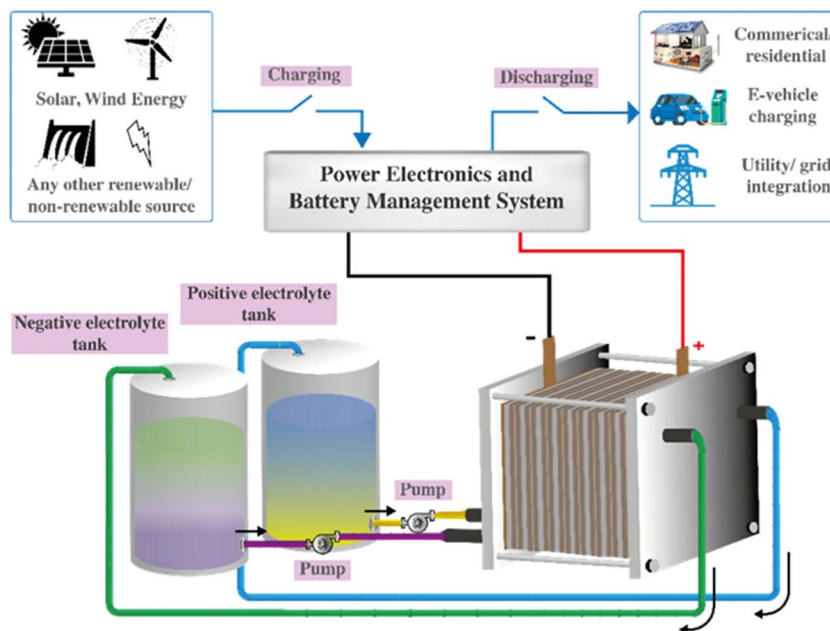 Solar, Wind Energy
Any other renewable/
non-renewable source
Charging
Discharging
Commerical/
residential
E-vehicle
charging
Utility/ grid
integration
Power Electronics and
Battery Management System
Positive electrolyte
tank
Negative electrolyte
tank
-
+
Pump
Pump